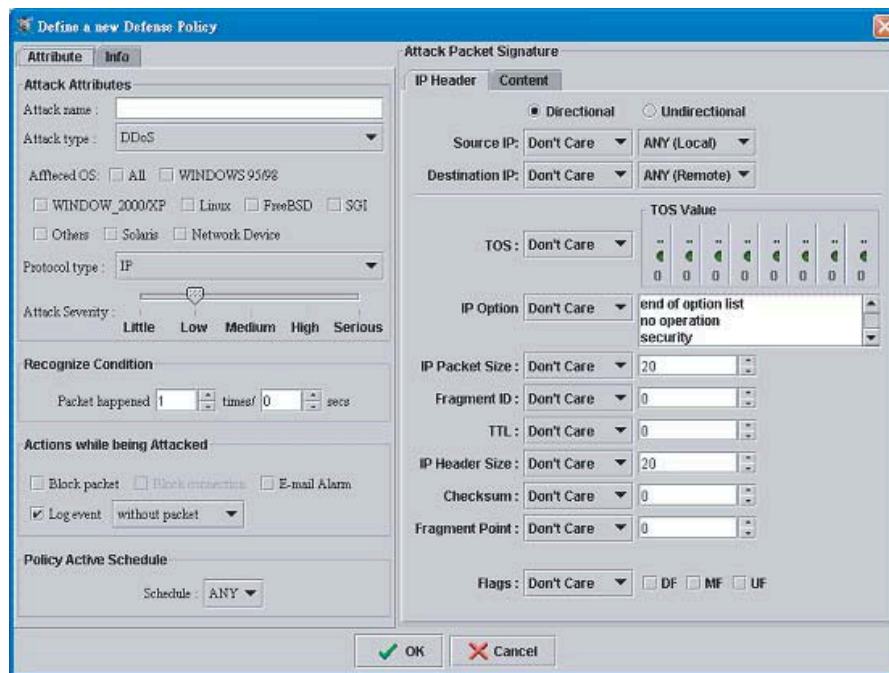 Define a new Defense Policy
Attribute Info
Attack Attributes
Attack name :
Attack type : DDoS
Affleced OS: All WINDOWS 95/98
WINDOW_2000/XP Linux FreeBSD SGI
Others Solaris Network Device
Protocol type : IP
Attack Severity :
Little Low Medium High Serious
Recognize Condition
Packet happened 1 times/ 0 secs
Actions while being Attacked
Block packet Block connection E-mail Alarm
Log event without packet
Policy Active Schedule
Schedule : ANY
Attack Packet Signature
IP Header Content
Directional Undirectional
Source IP: Don't Care ANY (Local)
Destination IP: Don't Care ANY (Remote)
TOS Value
TOS : Don't Care
0 0 0 0 0 0 0 0
IP Option Don't Care
end of option list
no operation
security
IP Packet Size : Don't Care 20
Fragment ID : Don't Care 0
TTL : Don't Care 0
IP Header Size : Don't Care 20
Checksum : Don't Care 0
Fragment Point : Don't Care 0
Flags : Don't Care DF MF UF
OK Cancel